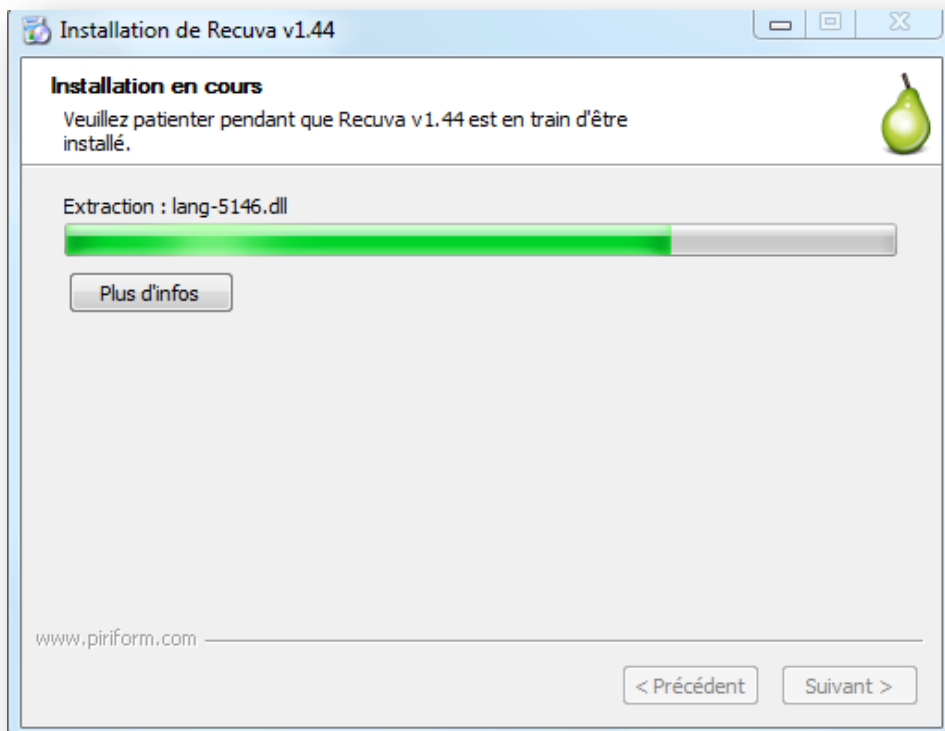 Installation de Recuva v1.44
Installation en cours
Veuillez patienter pendant que Recuva v1.44 est en train d'être
installé.
Extraction : lang-5146.dll
Plus d'infos
www.piriform.com
< Précédent
Suivant >